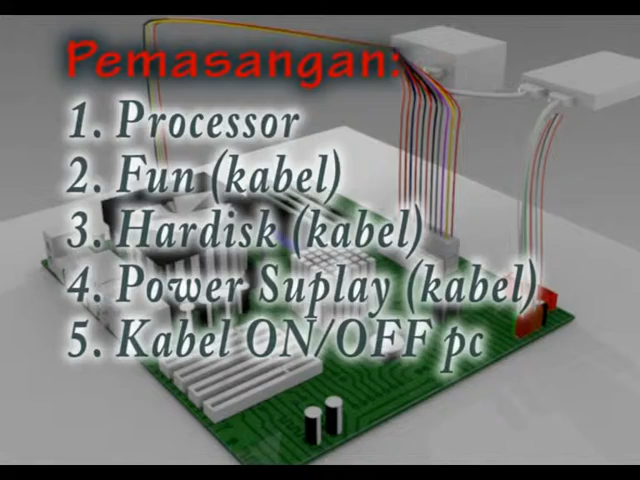 Pemasangan:
1. Processor
2. Fun (kabel)
3. Hardisk (kabel)
4. Power Suplay (kabel)
5. Kabel ON/OFF pc